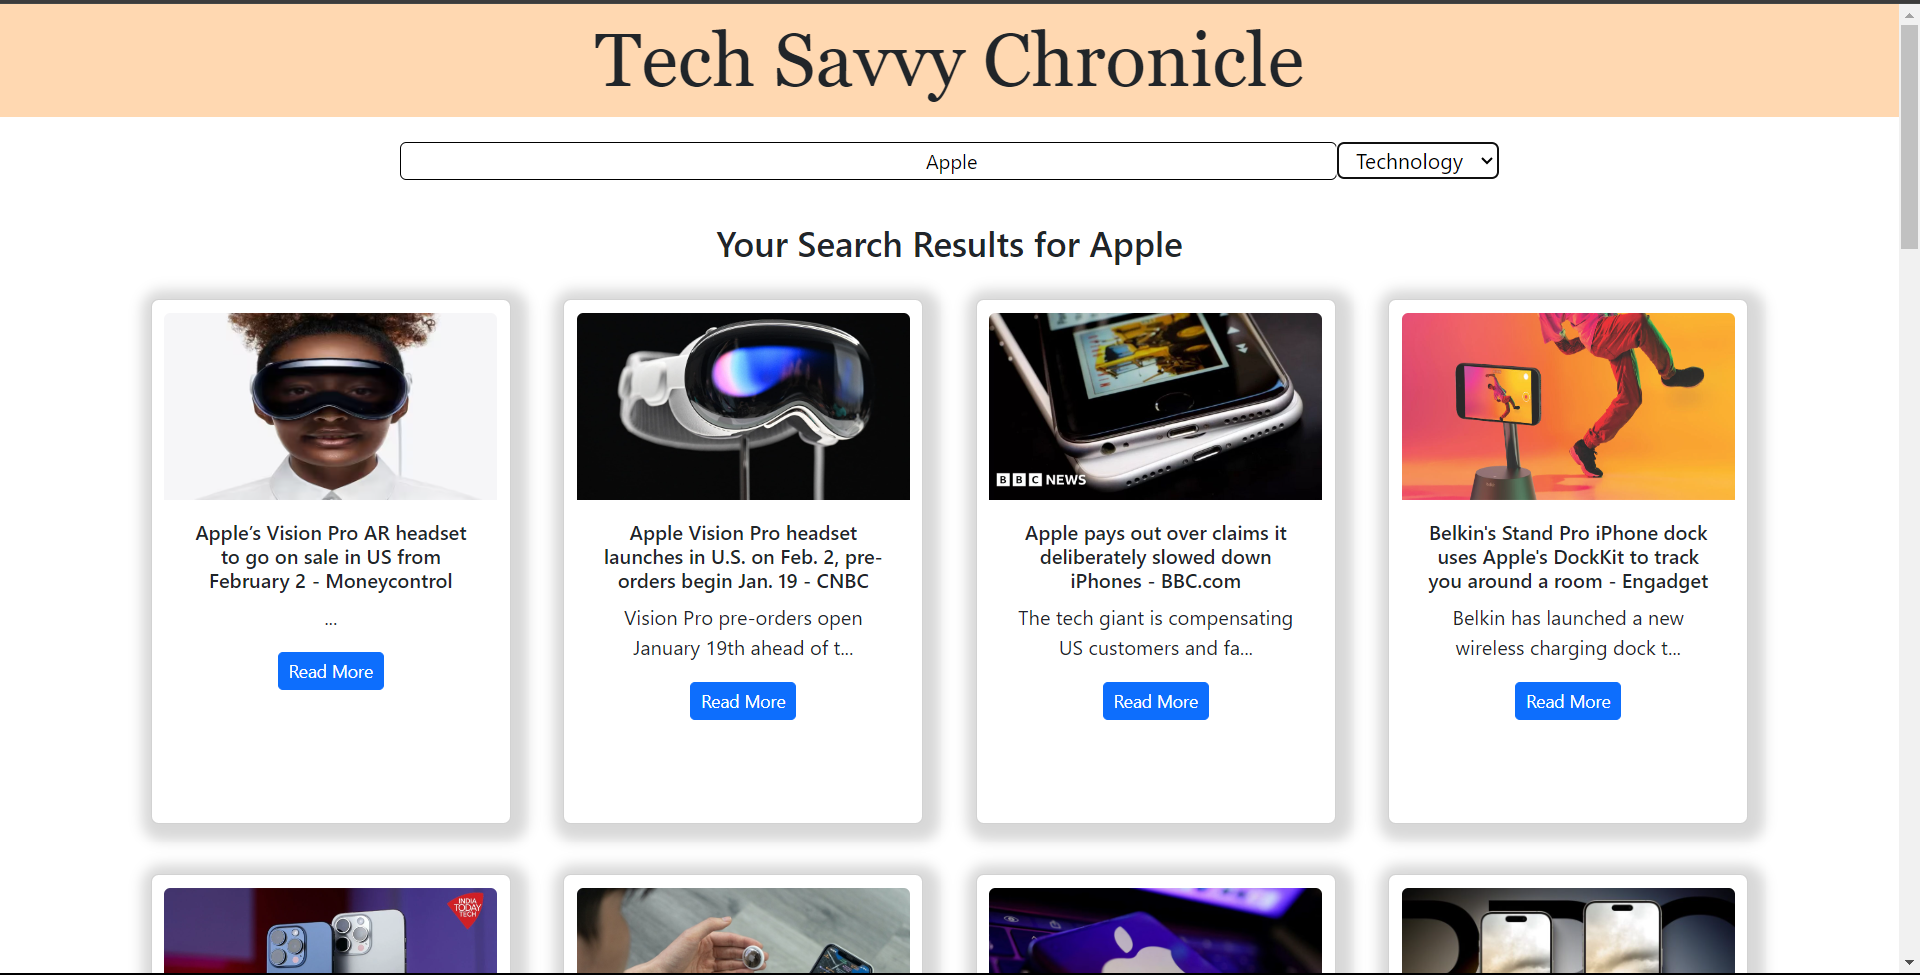 Tech Savvy Chronicle
Apple
Technology
Your Search Results for Apple
BBC NEWS
Apple’s Vision Pro AR headset
to go on sale in US from
February 2 - Moneycontrol
...
Read More
Apple Vision Pro headset
launches in U.S. on Feb. 2, pre-
orders begin Jan. 19 - CNBC
Vision Pro pre-orders open
January 19th ahead of t...
Read More
Apple pays out over claims it
deliberately slowed down
iPhones - BBC.com
The tech giant is compensating
US customers and fa...
Read More
Belkin's Stand Pro iPhone dock
uses Apple's DockKit to track
you around a room - Engadget
Belkin has launched a new
wireless charging dock t...
Read More
INDIA
TODAY
TECH